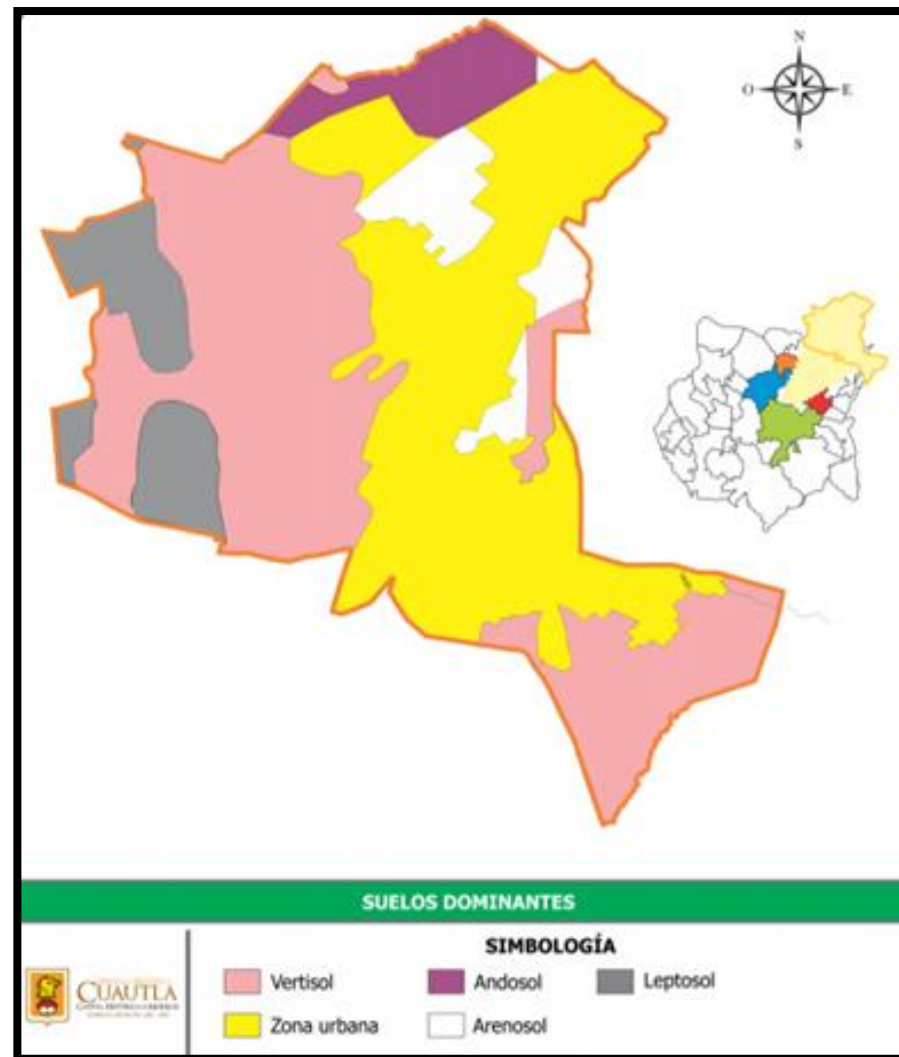 N
O
E
S
SUELOS DOMINANTES
SIMBOLOGÍA
Vertisol
Andosol
Leptosol
Zona urbana
Arenosol
CUAUTLA